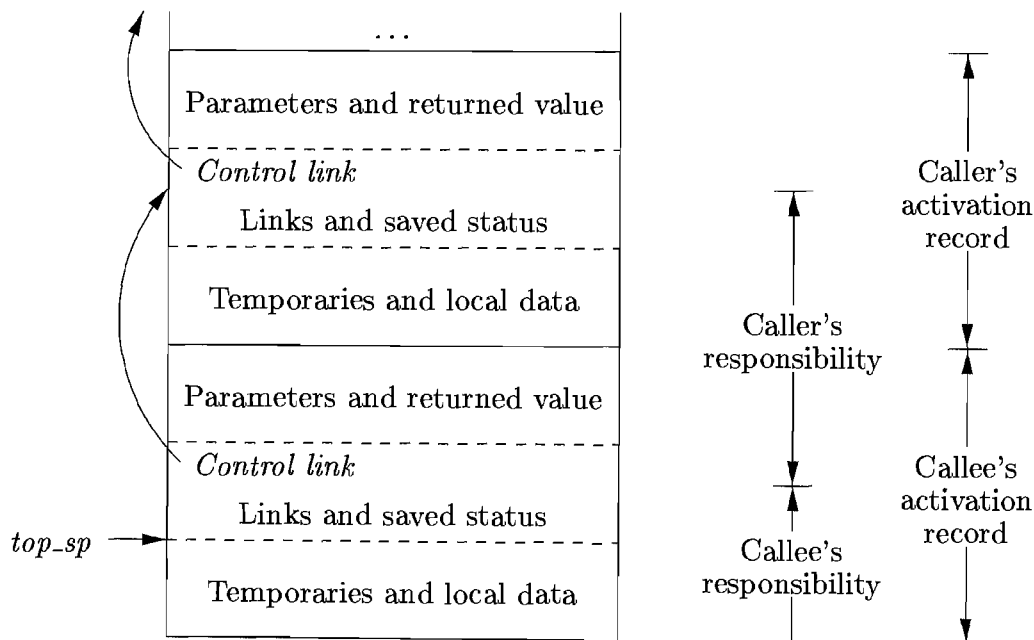 ...
Parameters and returned value
Control link
Links and saved status
Temporaries and local data
Parameters and returned value
Control link
Links and saved status
Temporaries and local data
top_sp
Caller's
responsibility
Callee's
responsibility
Caller's
activation
record
Callee's
activation
record